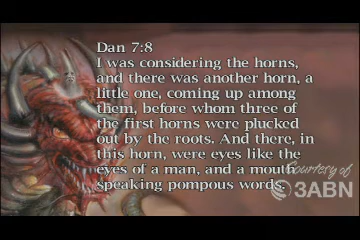 Dan 7:8
I was considering the horns,
and there was another horn, a
little one, coming up among
them, before whom three of
the first horns were plucked
out by the roots. And there, in
this horn, were eyes like the
eyes of a man, and a mouth
speaking pompous words.
Courtesy of
3ABN